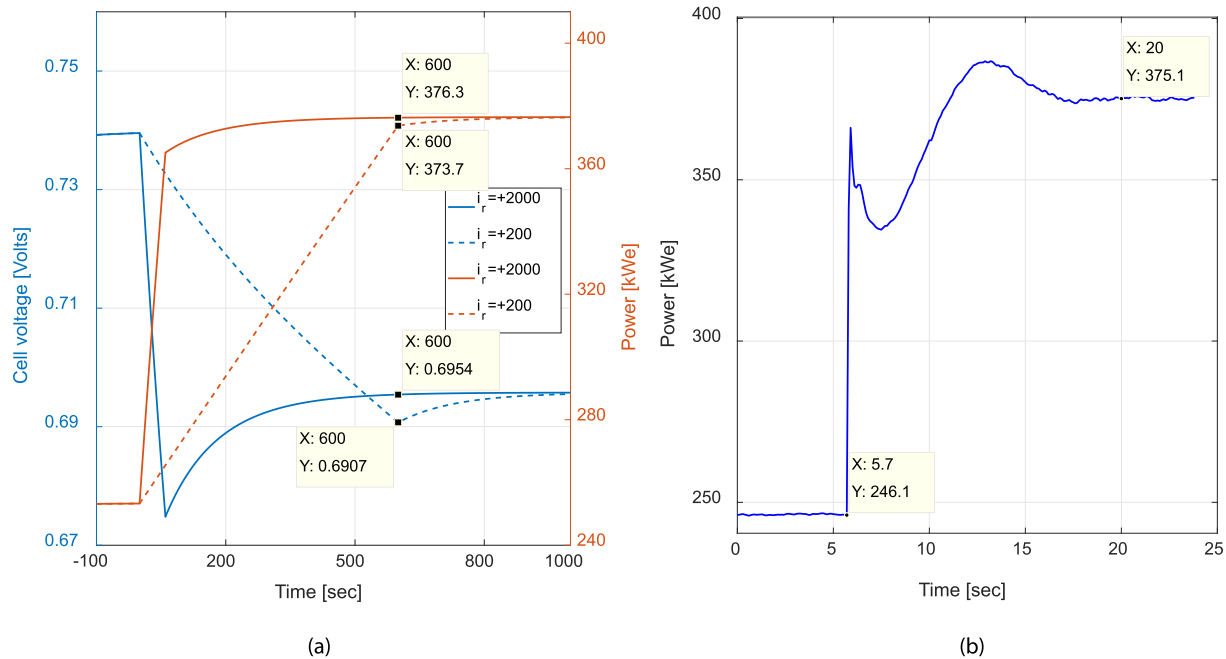 0.75
0.73
0.71
0.69
0.67
Cell voltage [Volts]
-100
200
500
800
1000
Time [sec]
400
360
320
280
240
Power [kWe]
X: 600
Y: 376.3
X: 600
Y: 373.7
i_r=+2000
i_r=+200
i_r=+2000
i_r=+200
X: 600
Y: 0.6954
X: 600
Y: 0.6907
(a)
400
350
300
250
Power [kWe]
0
5
10
15
20
25
Time [sec]
X: 20
Y: 375.1
X: 5.7
Y: 246.1
(b)